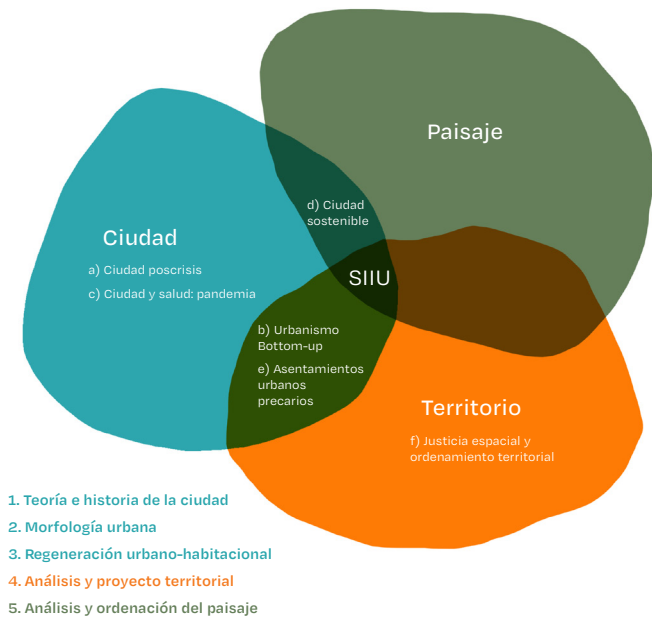 Paisaje
d) Ciudad
sostenible
Ciudad
a) Ciudad poscrisis
c) Ciudad y salud: pandemia
SIIU
b) Urbanismo
Bottom-up
e) Asentamientos
urbanos
precarios
Territorio
f) Justicia espacial y
ordenamiento territorial
1. Teoría e historia de la ciudad
2. Morfología urbana
3. Regeneración urbano-habitacional
4. Análisis y proyecto territorial
5. Análisis y ordenación del paisaje